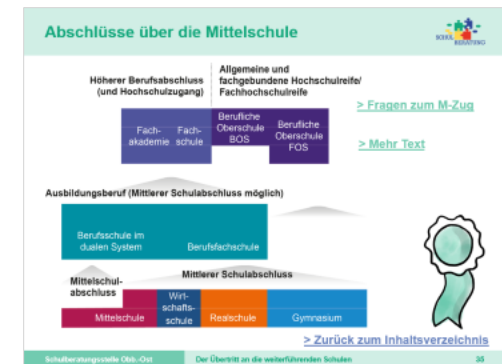 Abschlüsse über die Mittelschule
SCHUL
BERATUNG
Höherer Berufsabschluss
(und Hochschulzugang)
Allgemeine und
fachgebundene Hochschulreife/
Fachhochschulreife
> Fragen zum M-Zug
> Mehr Text
Fach-
akademie
Fach-
schule
Berufliche
Oberschule
BOS
Berufliche
Oberschule
FOS
Ausbildungsberuf (Mittlerer Schulabschluss möglich)
Berufsschule im
dualen System
Berufsfachschule
Mittelschul-
abschluss
Mittlerer Schulabschluss
Mittelschule
Wirt-
schafts-
schule
Realschule
Gymnasium
> Zurück zum Inhaltsverzeichnis
Schulberatungsstelle Obb.-Ost
Der Übertritt an die weiterführenden Schulen